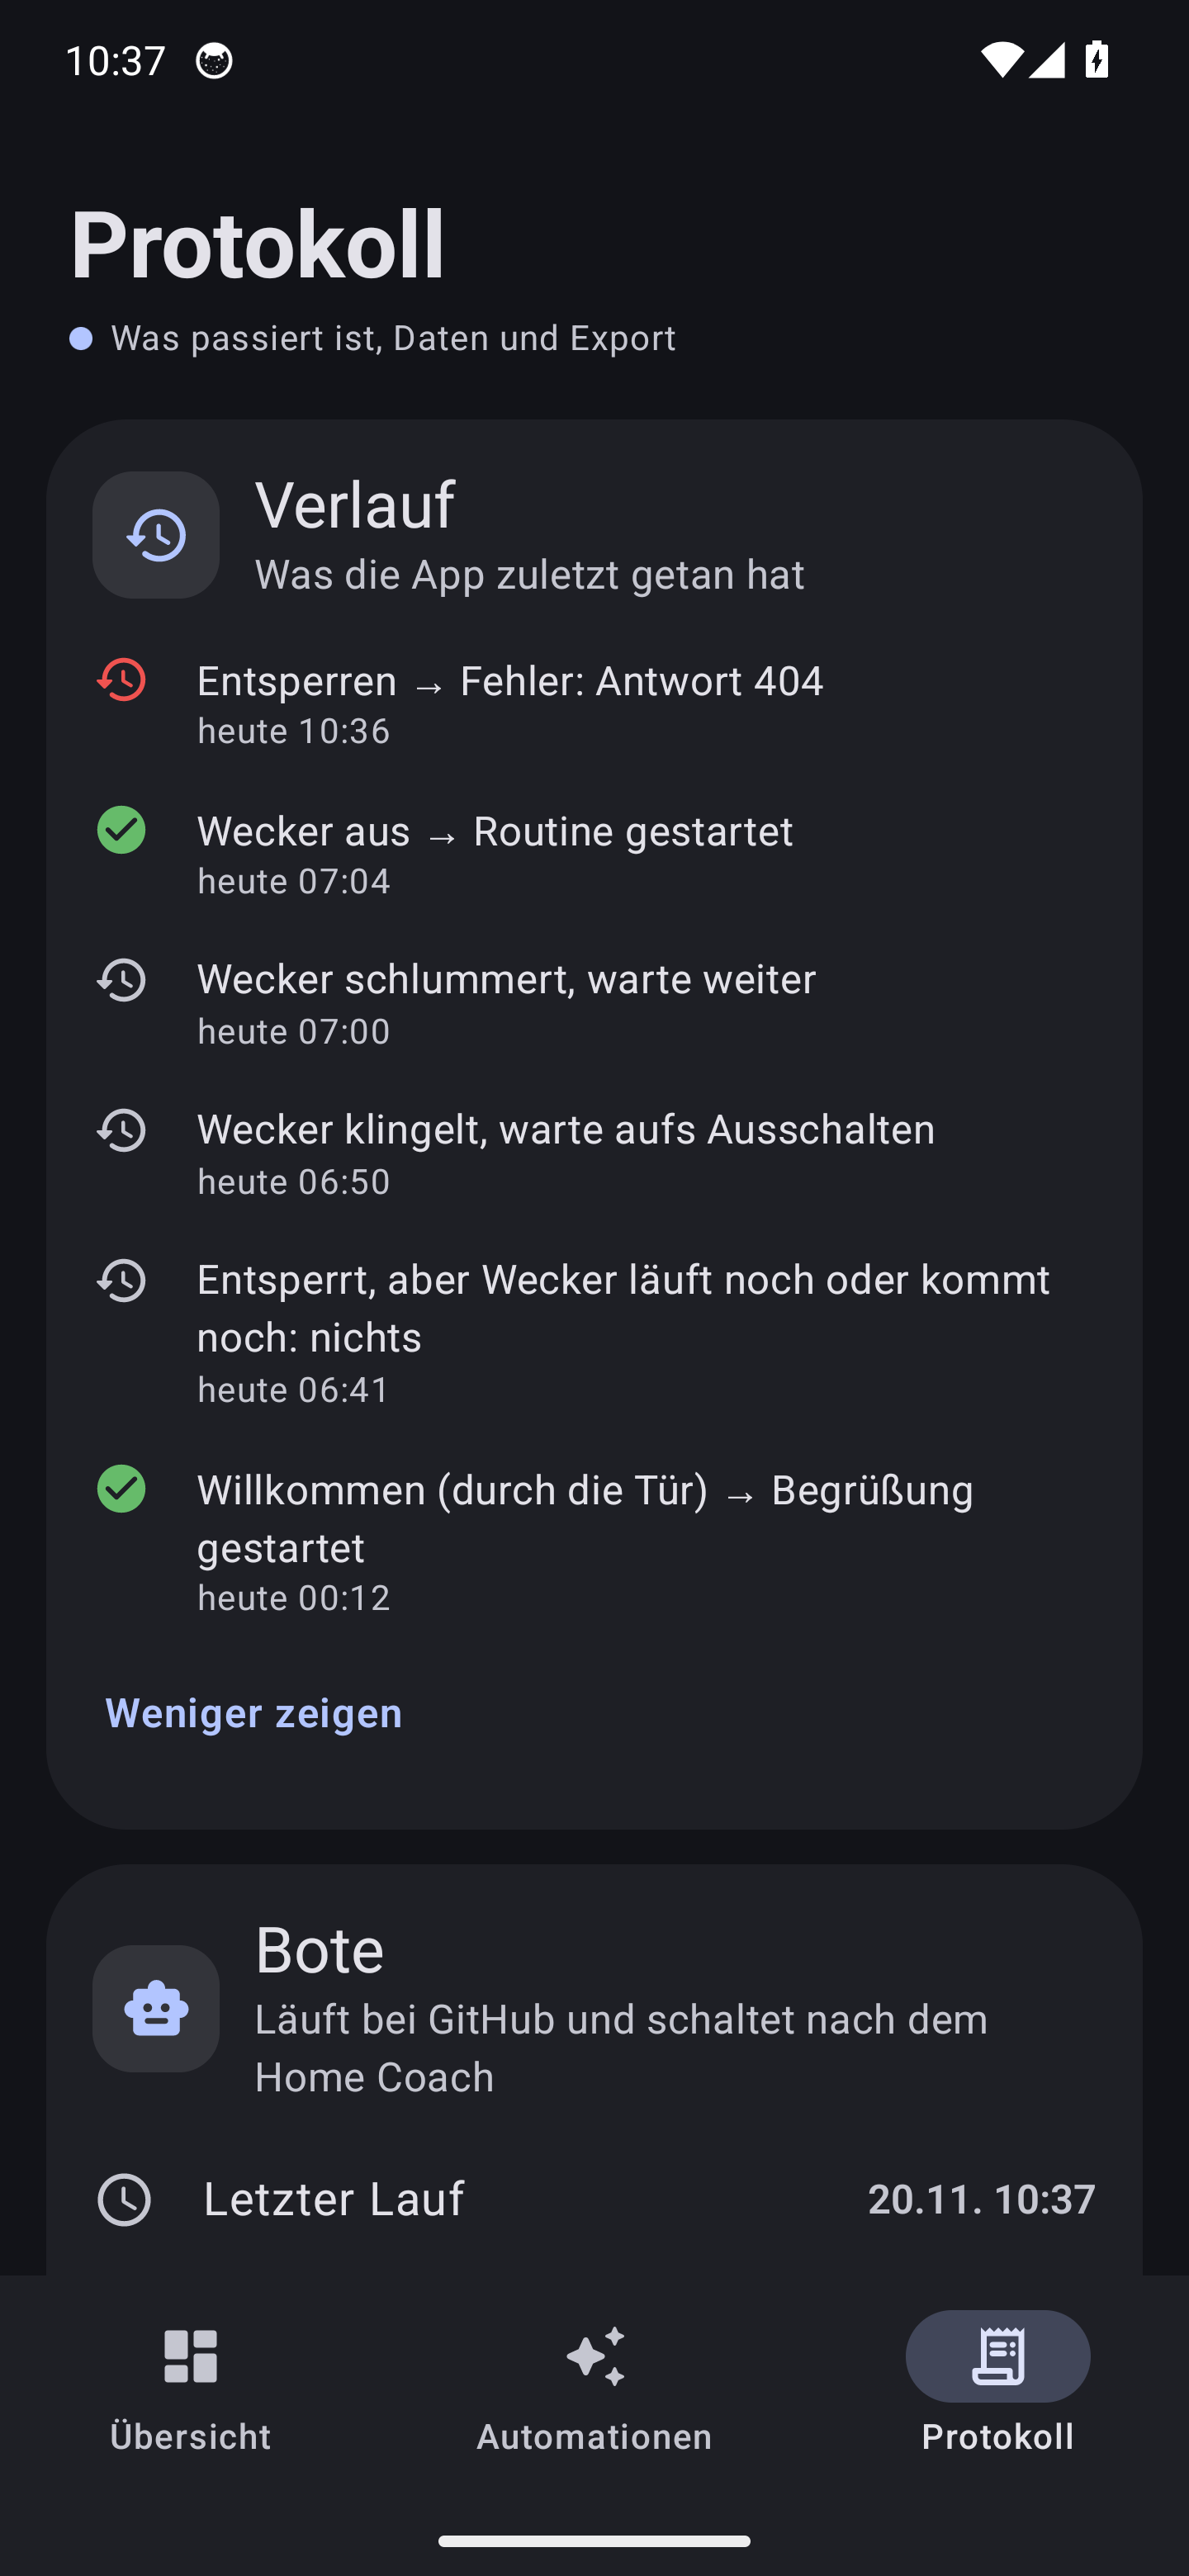 10:37
Protokoll
Was passiert ist, Daten und Export
Verlauf
Was die App zuletzt getan hat
Entsperren → Fehler: Antwort 404
heute 10:36
Wecker aus → Routine gestartet
heute 07:04
Wecker schlummert, warte weiter
heute 07:00
Wecker klingelt, warte aufs Ausschalten
heute 06:50
Entsperrt, aber Wecker läuft noch oder kommt
noch: nichts
heute 06:41
Willkommen (durch die Tür) → Begrüßung
gestartet
heute 00:12
Weniger zeigen
Bote
Läuft bei GitHub und schaltet nach dem
Home Coach
Letzter Lauf 20.11. 10:37
Übersicht Automationen Protokoll